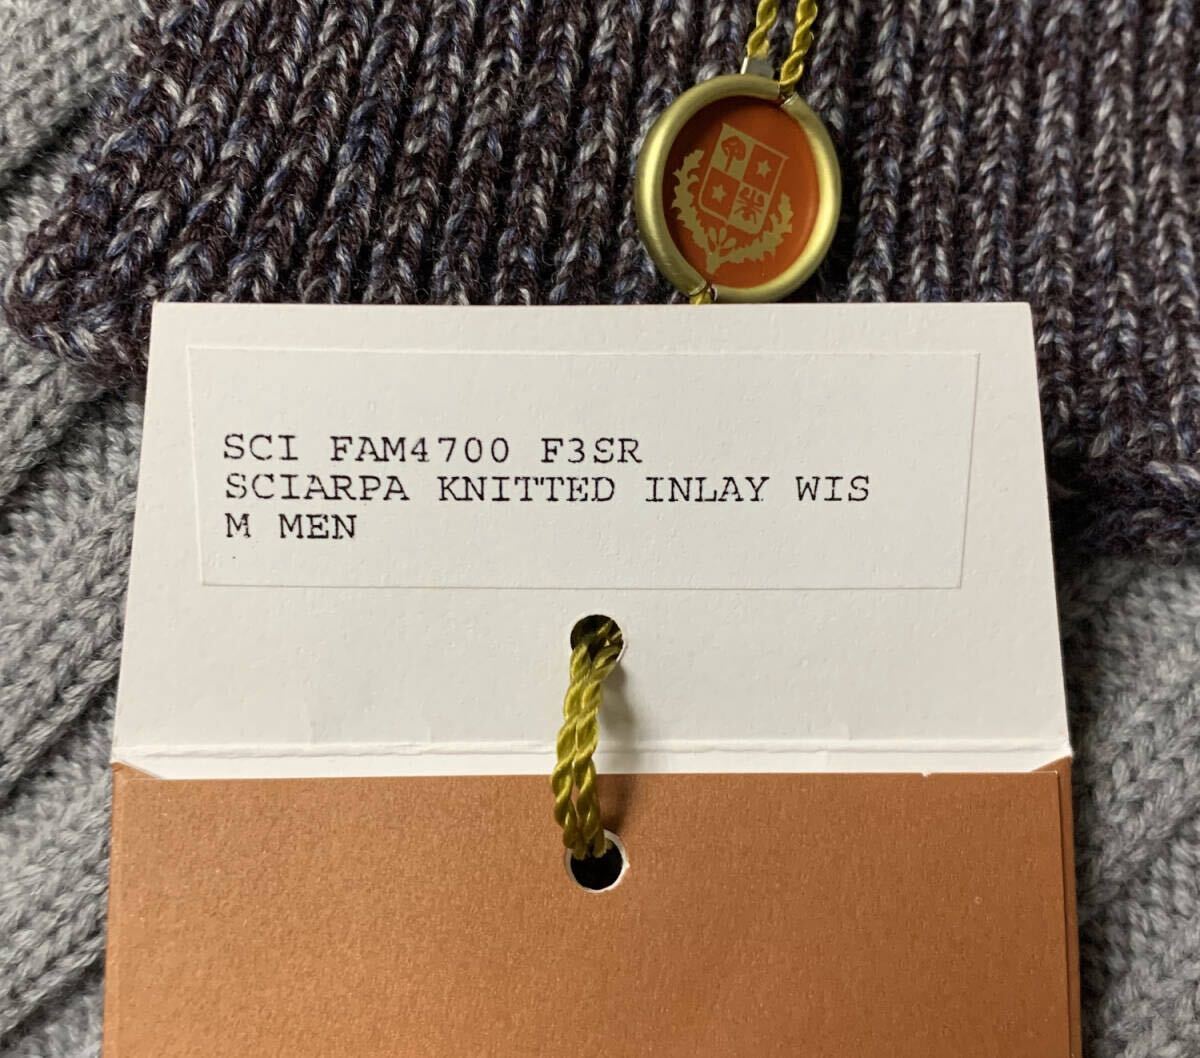 SCI FAM4700 F3SR
SCIARPA KNITTED INLAY WIS
M MEN